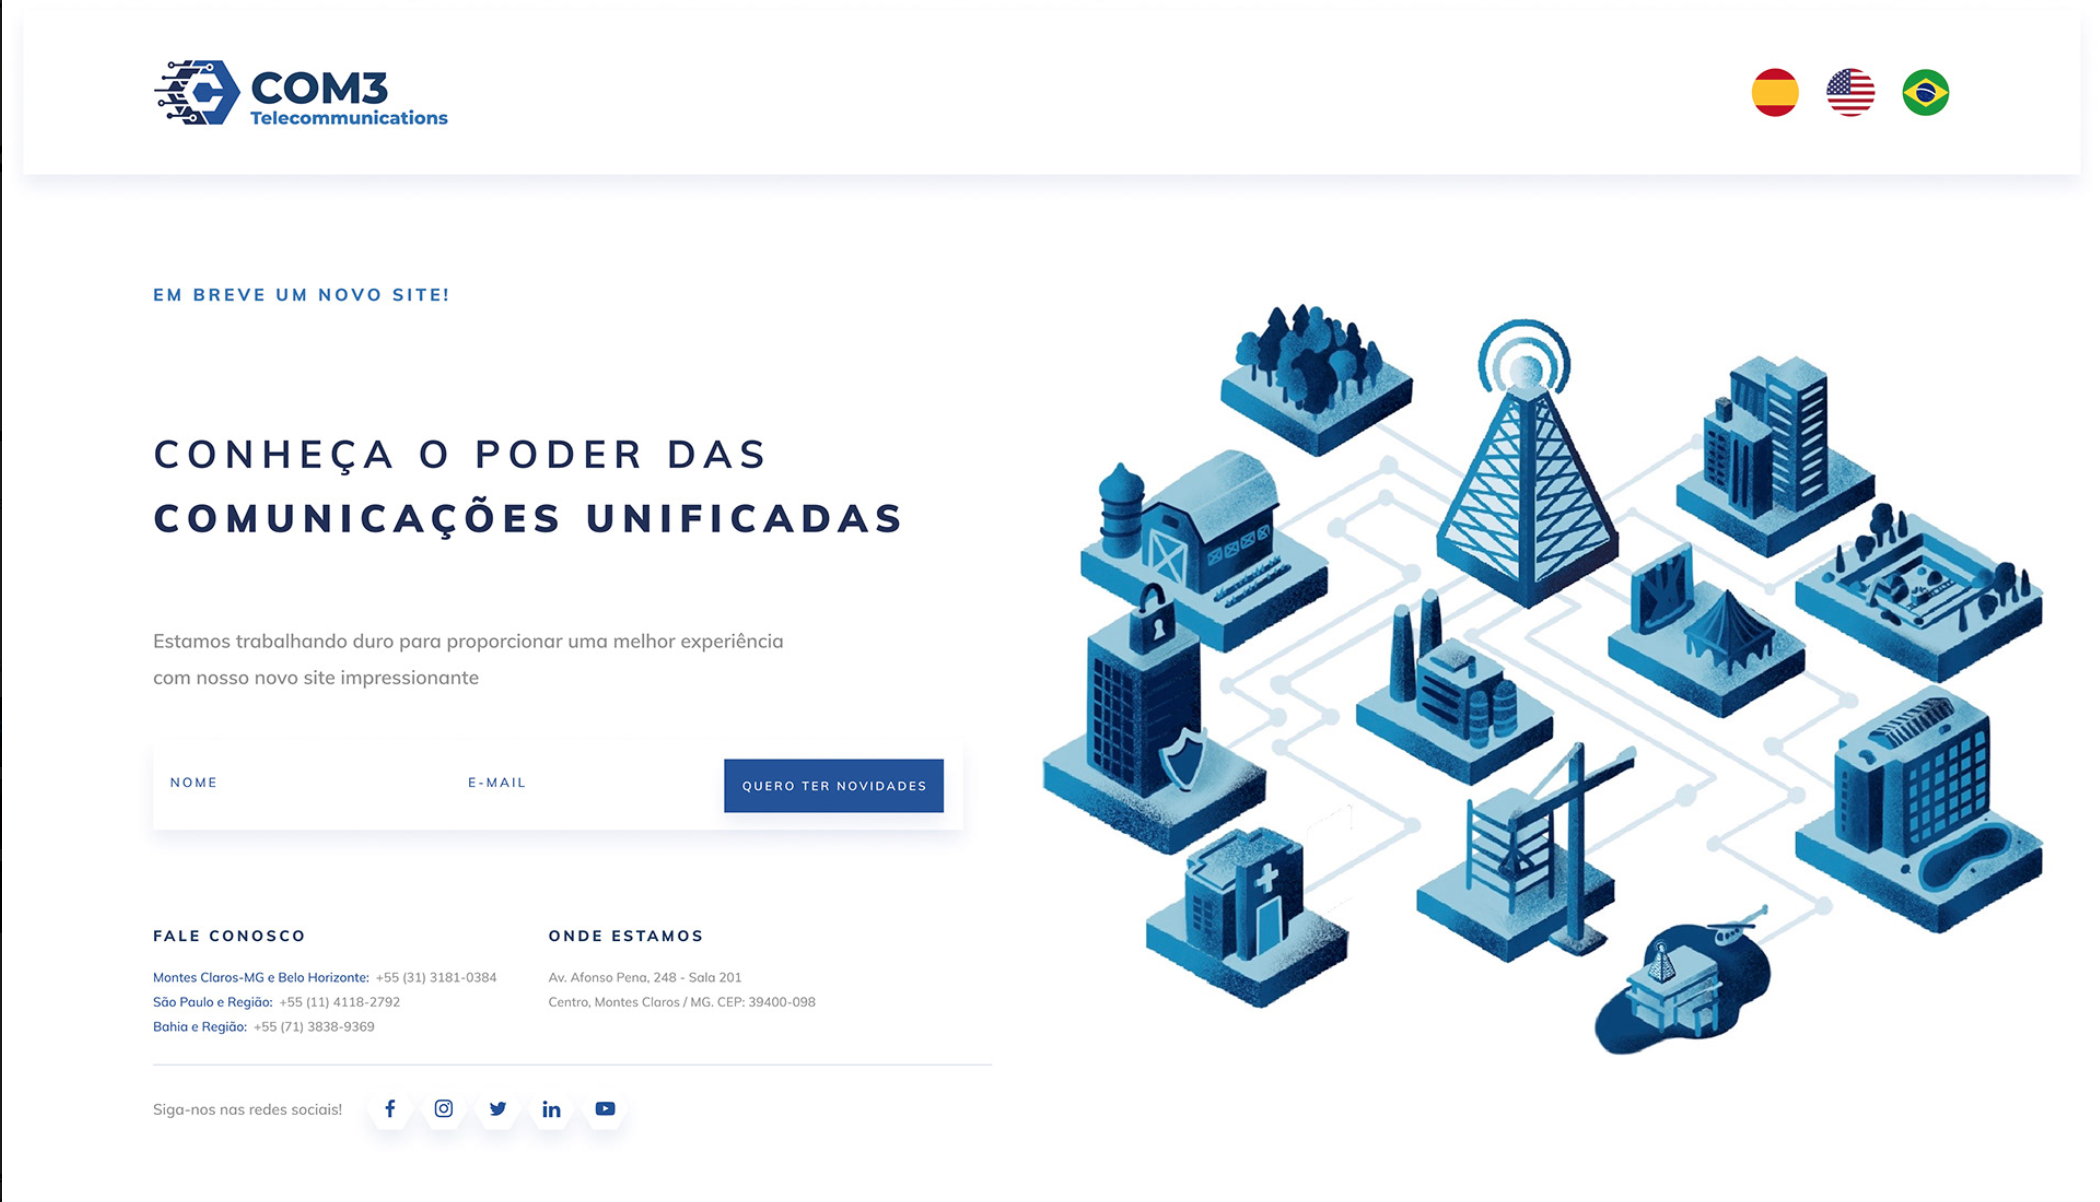 COM3
Telecommunications
EM BREVE UM NOVO SITE!
CONHEÇA O PODER DAS
COMUNICAÇÕES UNIFICADAS
Estamos trabalhando duro para proporcionar uma melhor experiência
com nosso novo site impressionante
NOME
E-MAIL
QUERO TER NOVIDADES
FALE CONOSCO
Montes Claros-MG e Belo Horizonte: +55 (31) 3181-0384
São Paulo e Região: +55 (11) 4118-2792
Bahia e Região: +55 (71) 3838-9369
ONDE ESTAMOS
Av. Afonso Pena, 248 - Sala 201
Centro, Montes Claros / MG. CEP: 39400-098
Siga-nos nas redes sociais!